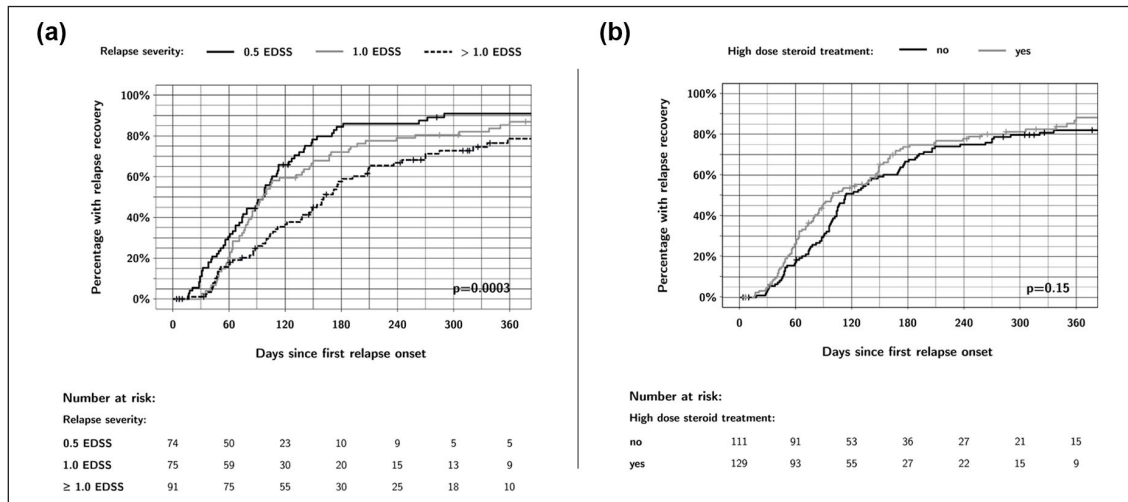 (a)
Relapse severity: 0.5 EDSS 1.0 EDSS > 1.0 EDSS
Percentage with relapse recovery
100%
80%
60%
40%
20%
0%
p=0.0003
0 60 120 180 240 300 360
Days since first relapse onset
Number at risk:
Relapse severity:
0.5 EDSS 74 50 23 10 9 5 5
1.0 EDSS 75 59 30 20 15 13 9
≥ 1.0 EDSS 91 75 55 30 25 18 10
(b)
High dose steroid treatment: no yes
Percentage with relapse recovery
100%
80%
60%
40%
20%
0%
p=0.15
0 60 120 180 240 300 360
Days since first relapse onset
Number at risk:
High dose steroid treatment:
no 111 91 53 36 27 21 15
yes 129 93 55 27 22 15 9